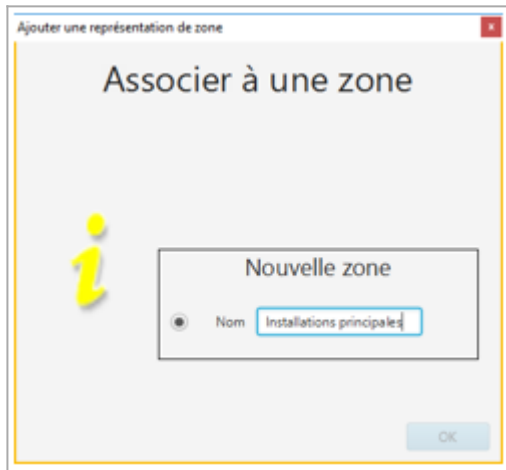 Ajouter une représentation de zone
Associer à une zone
Nouvelle zone
Nom Installations principales
OK